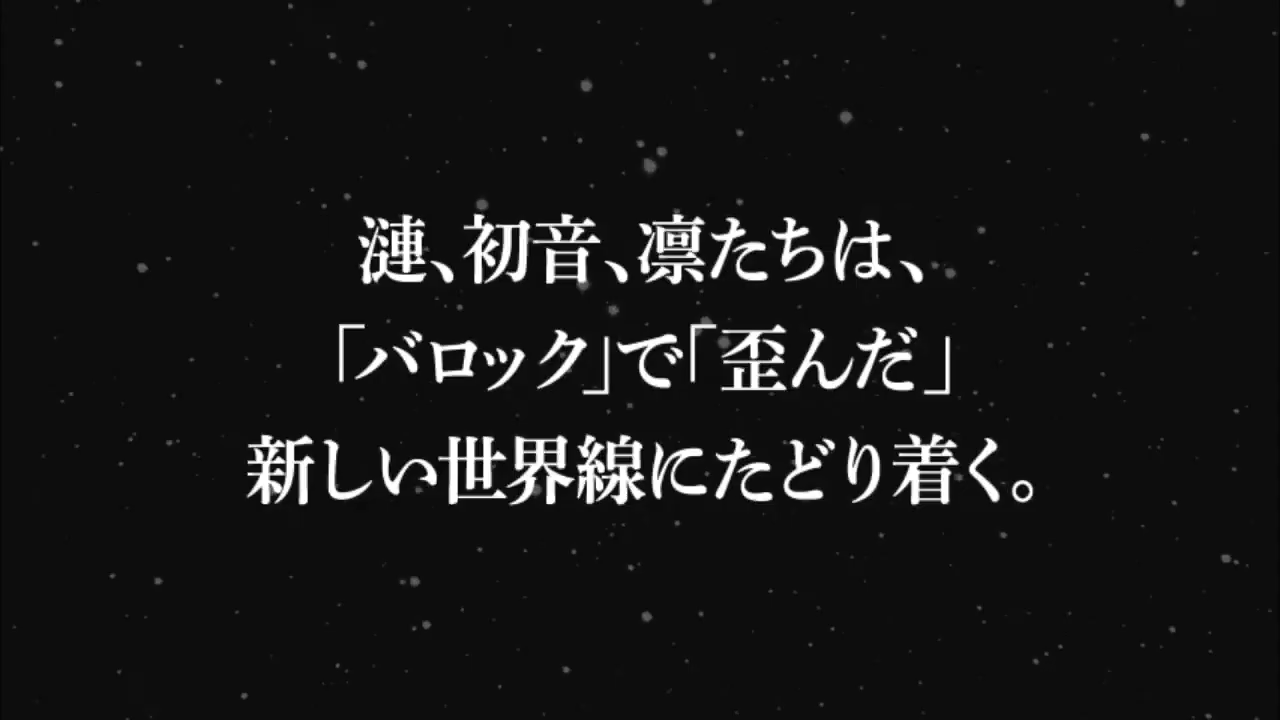 漣、初音、凛たちは、
「バロック」で「歪んだ」
新しい世界線にたどり着く。